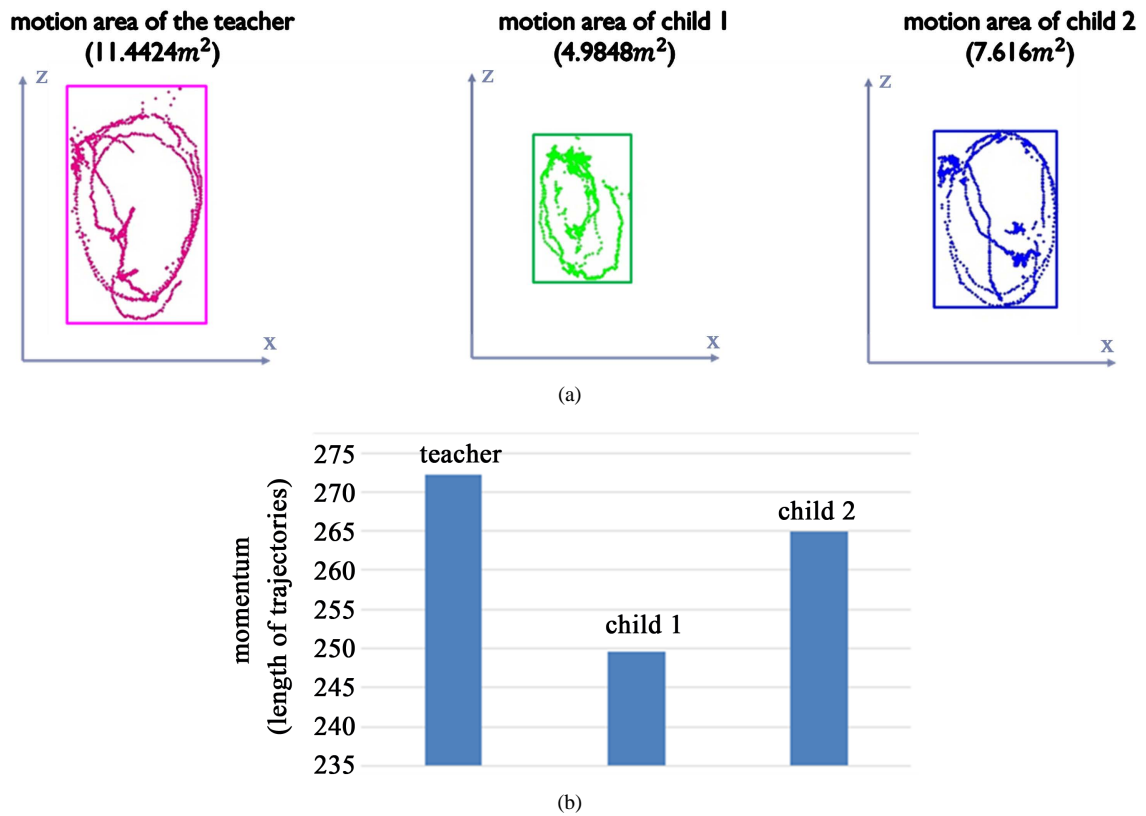 motion area of the teacher
(11.4424m²)
motion area of child 1
(4.9848m²)
motion area of child 2
(7.616m²)
Z
X
Z
X
Z
X
(a)
momentum
(length of trajectories)
275
270
265
260
255
250
245
240
235
teacher
child 1
child 2
(b)